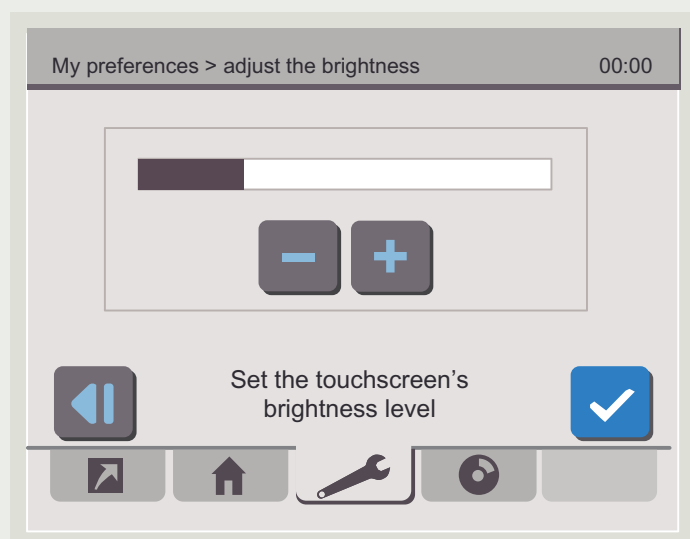 My preferences > adjust the brightness 00:00
Set the touchscreen's
brightness level